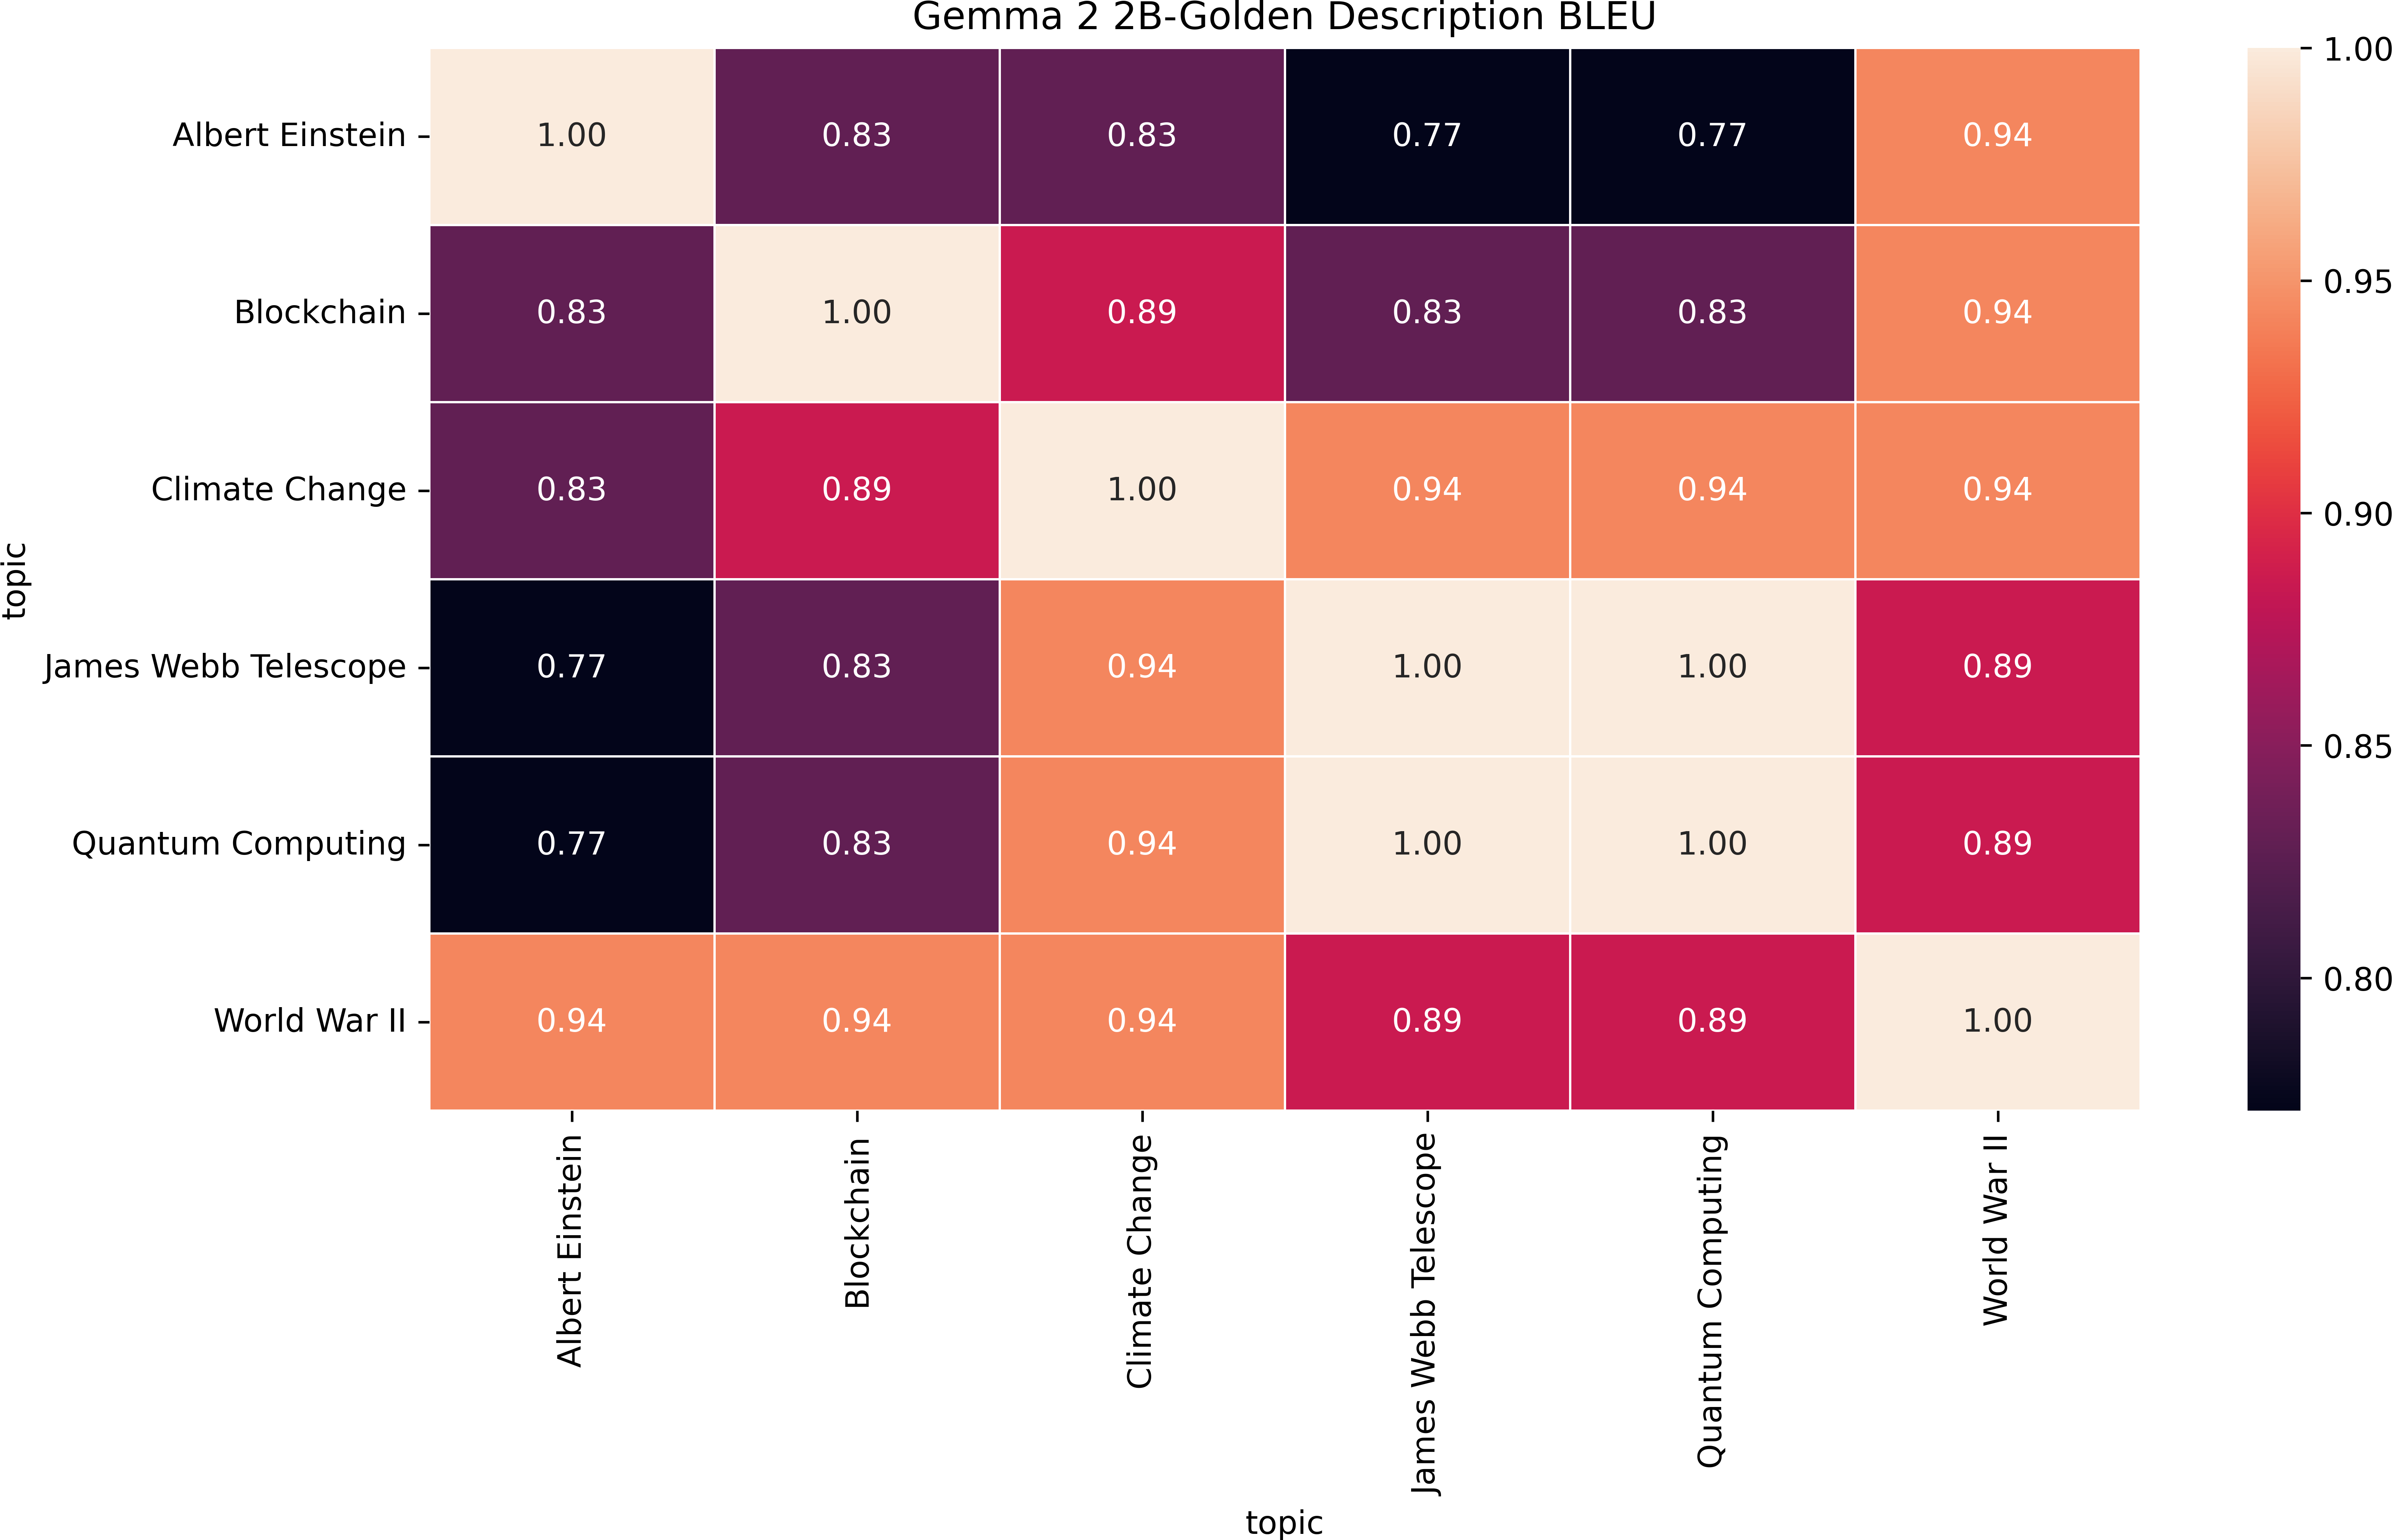 Gemma 2 2B-Golden Description BLEU
Albert Einstein 1.00 0.83 0.83 0.77 0.77 0.94
Blockchain 0.83 1.00 0.89 0.83 0.83 0.94
Climate Change 0.83 0.89 1.00 0.94 0.94 0.94
James Webb Telescope 0.77 0.83 0.94 1.00 1.00 0.89
Quantum Computing 0.77 0.83 0.94 1.00 1.00 0.89
World War II 0.94 0.94 0.94 0.89 0.89 1.00
topic
Albert Einstein
Blockchain
Climate Change
James Webb Telescope
Quantum Computing
World War II
topic
1.00
0.95
0.90
0.85
0.80